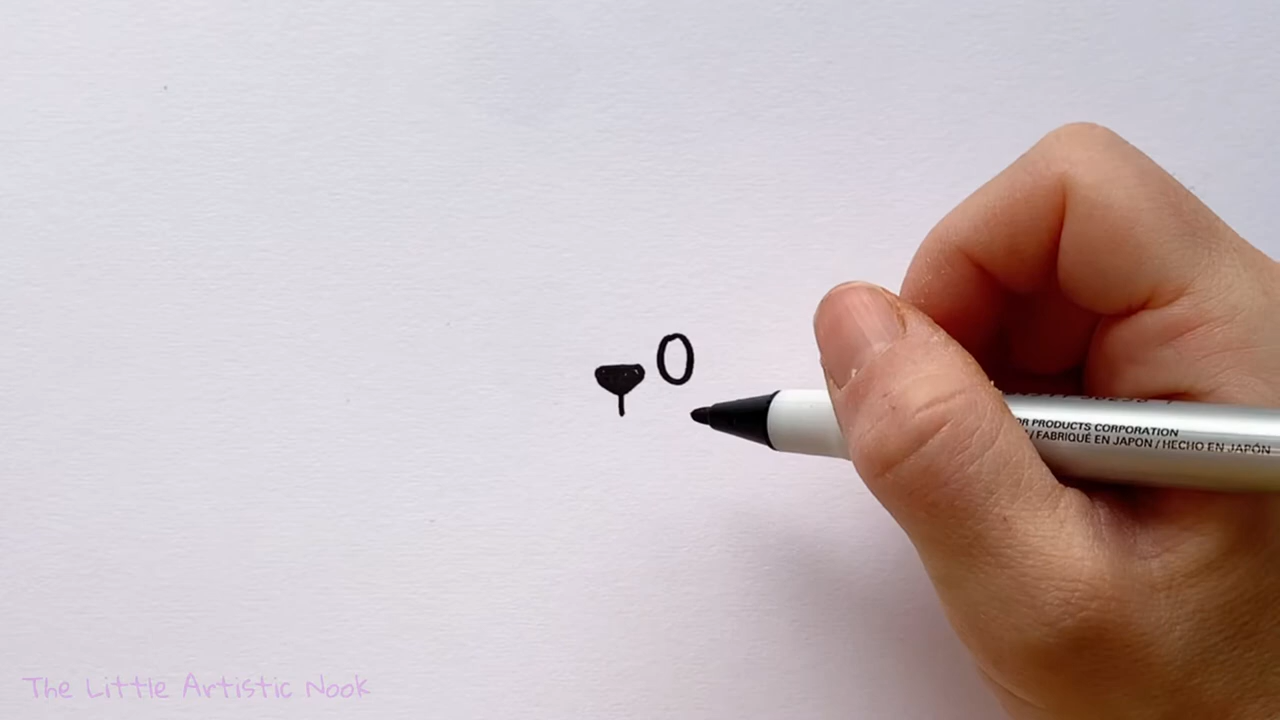 OR PRODUCTS CORPORATION
/ FABRIQUÉ EN JAPON / HECHO EN JAPÓN
The Little Artistic Nook